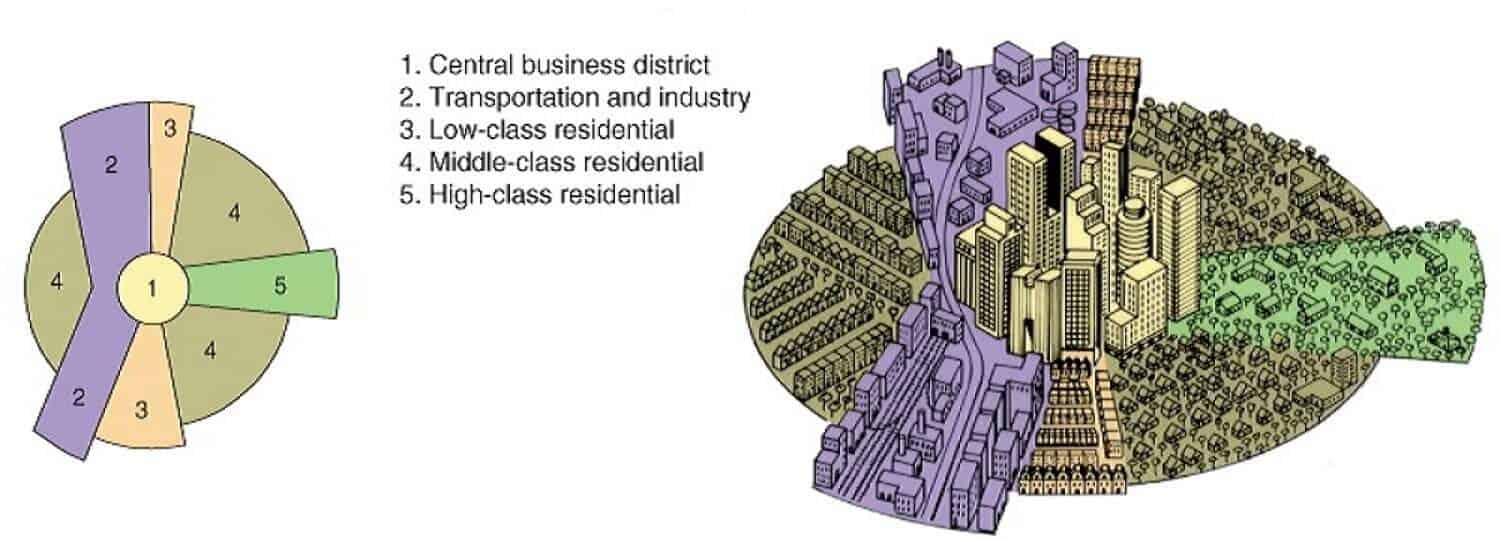 1. Central business district
2. Transportation and industry
3. Low-class residential
4. Middle-class residential
5. High-class residential
3
2
4
4
1
5
4
2
3